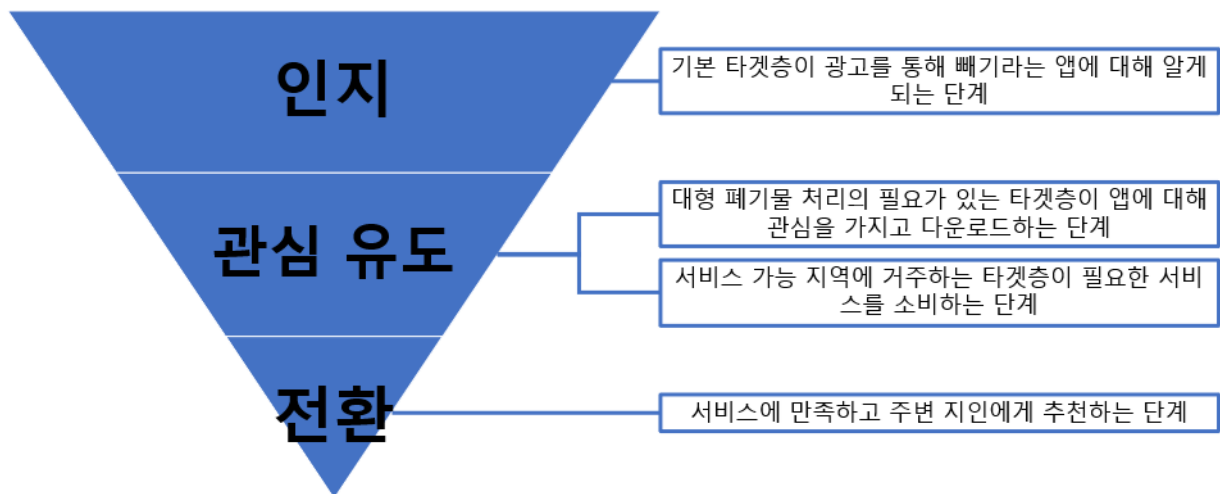 인지
기본 타겟층이 광고를 통해 빼기라는 앱에 대해 알게
되는 단계
관심 유도
대형 폐기물 처리의 필요가 있는 타겟층이 앱에 대해
관심을 가지고 다운로드하는 단계
서비스 가능 지역에 거주하는 타겟층이 필요한 서비
스를 소비하는 단계
전환
서비스에 만족하고 주변 지인에게 추천하는 단계